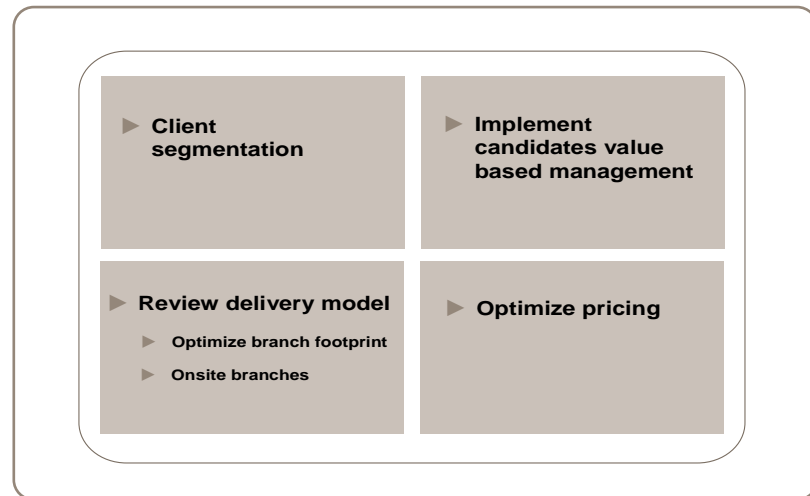 Client
segmentation
Implement
candidates value
based management
Review delivery model
Optimize branch footprint
Onsite branches
Optimize pricing